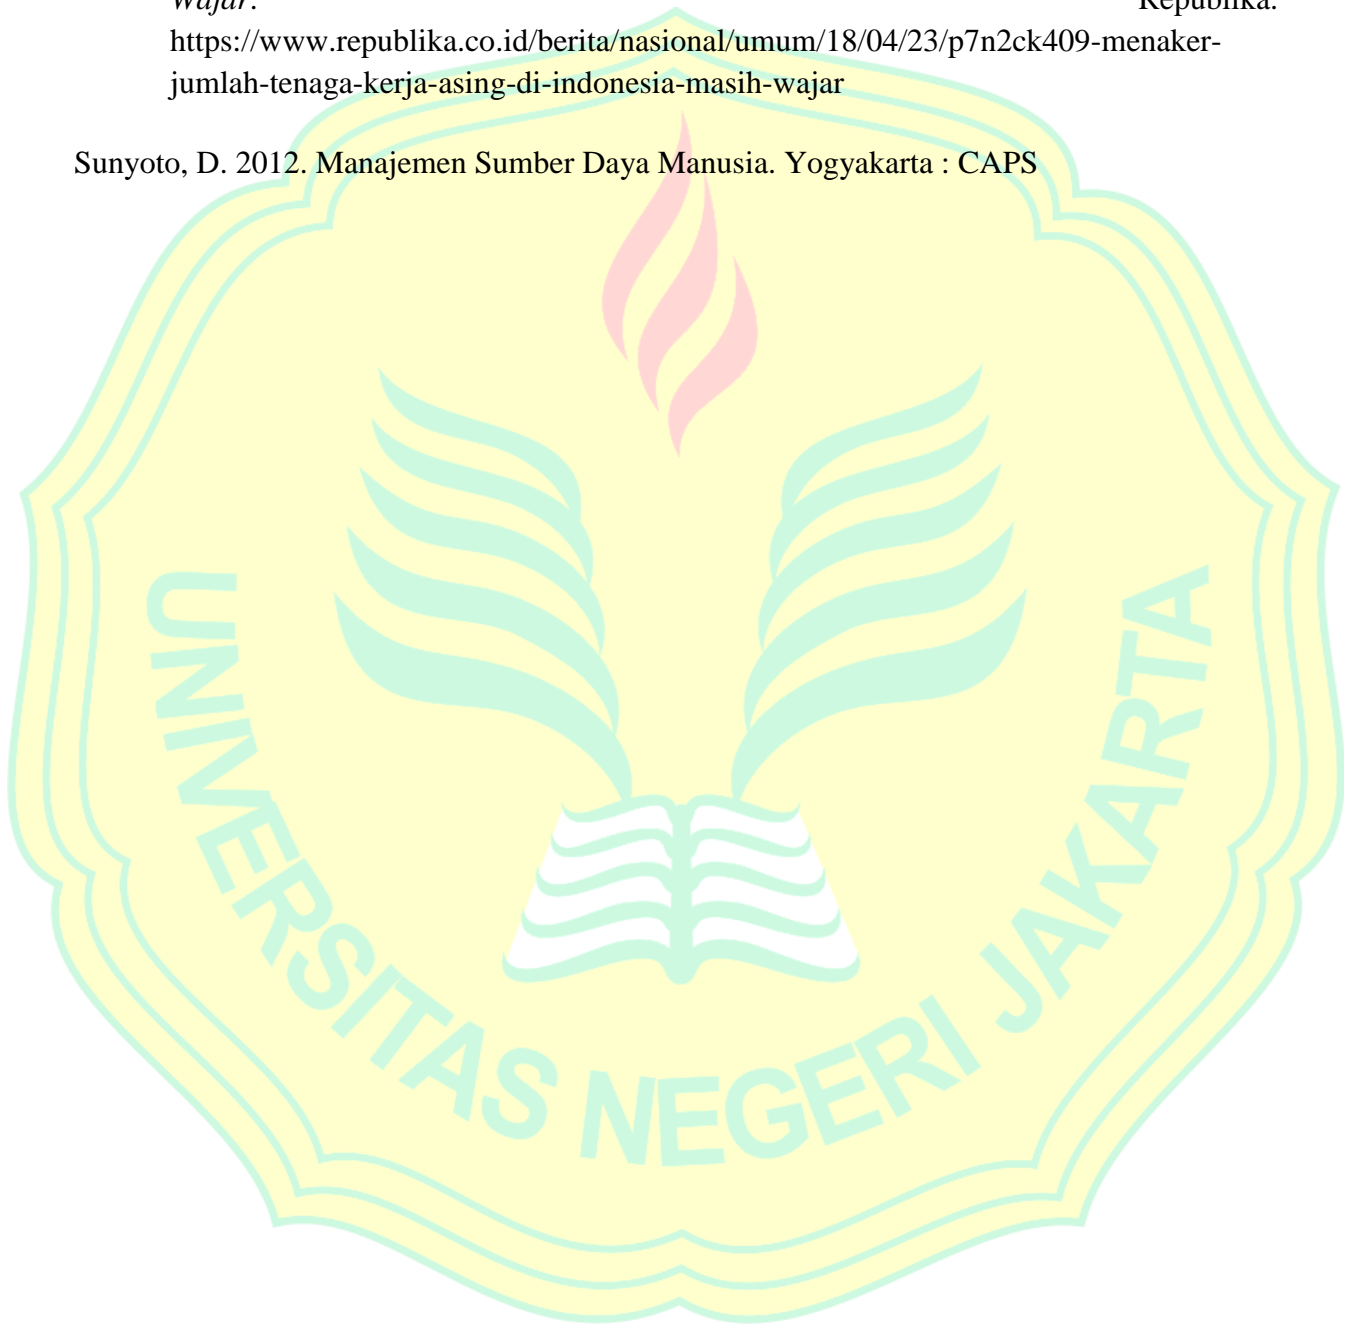 Wajar. Republika.
https://www.republika.co.id/berita/nasional/umum/18/04/23/p7n2ck409-menaker-
jumlah-tenaga-kerja-asing-di-indonesia-masih-wajar
Sunyoto, D. 2012. Manajemen Sumber Daya Manusia. Yogyakarta : CAPS
UNIVERSITAS NEGERI JAKARTA